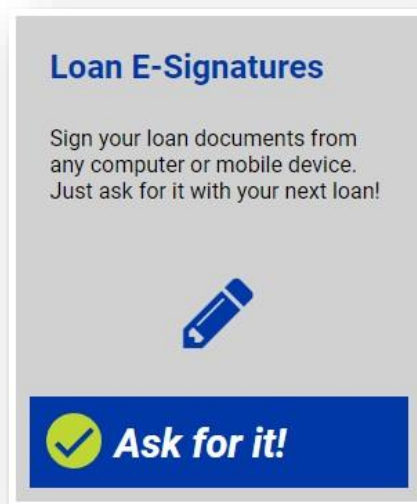 Loan E-Signatures
Sign your loan documents from
any computer or mobile device.
Just ask for it with your next loan!
Ask for it!